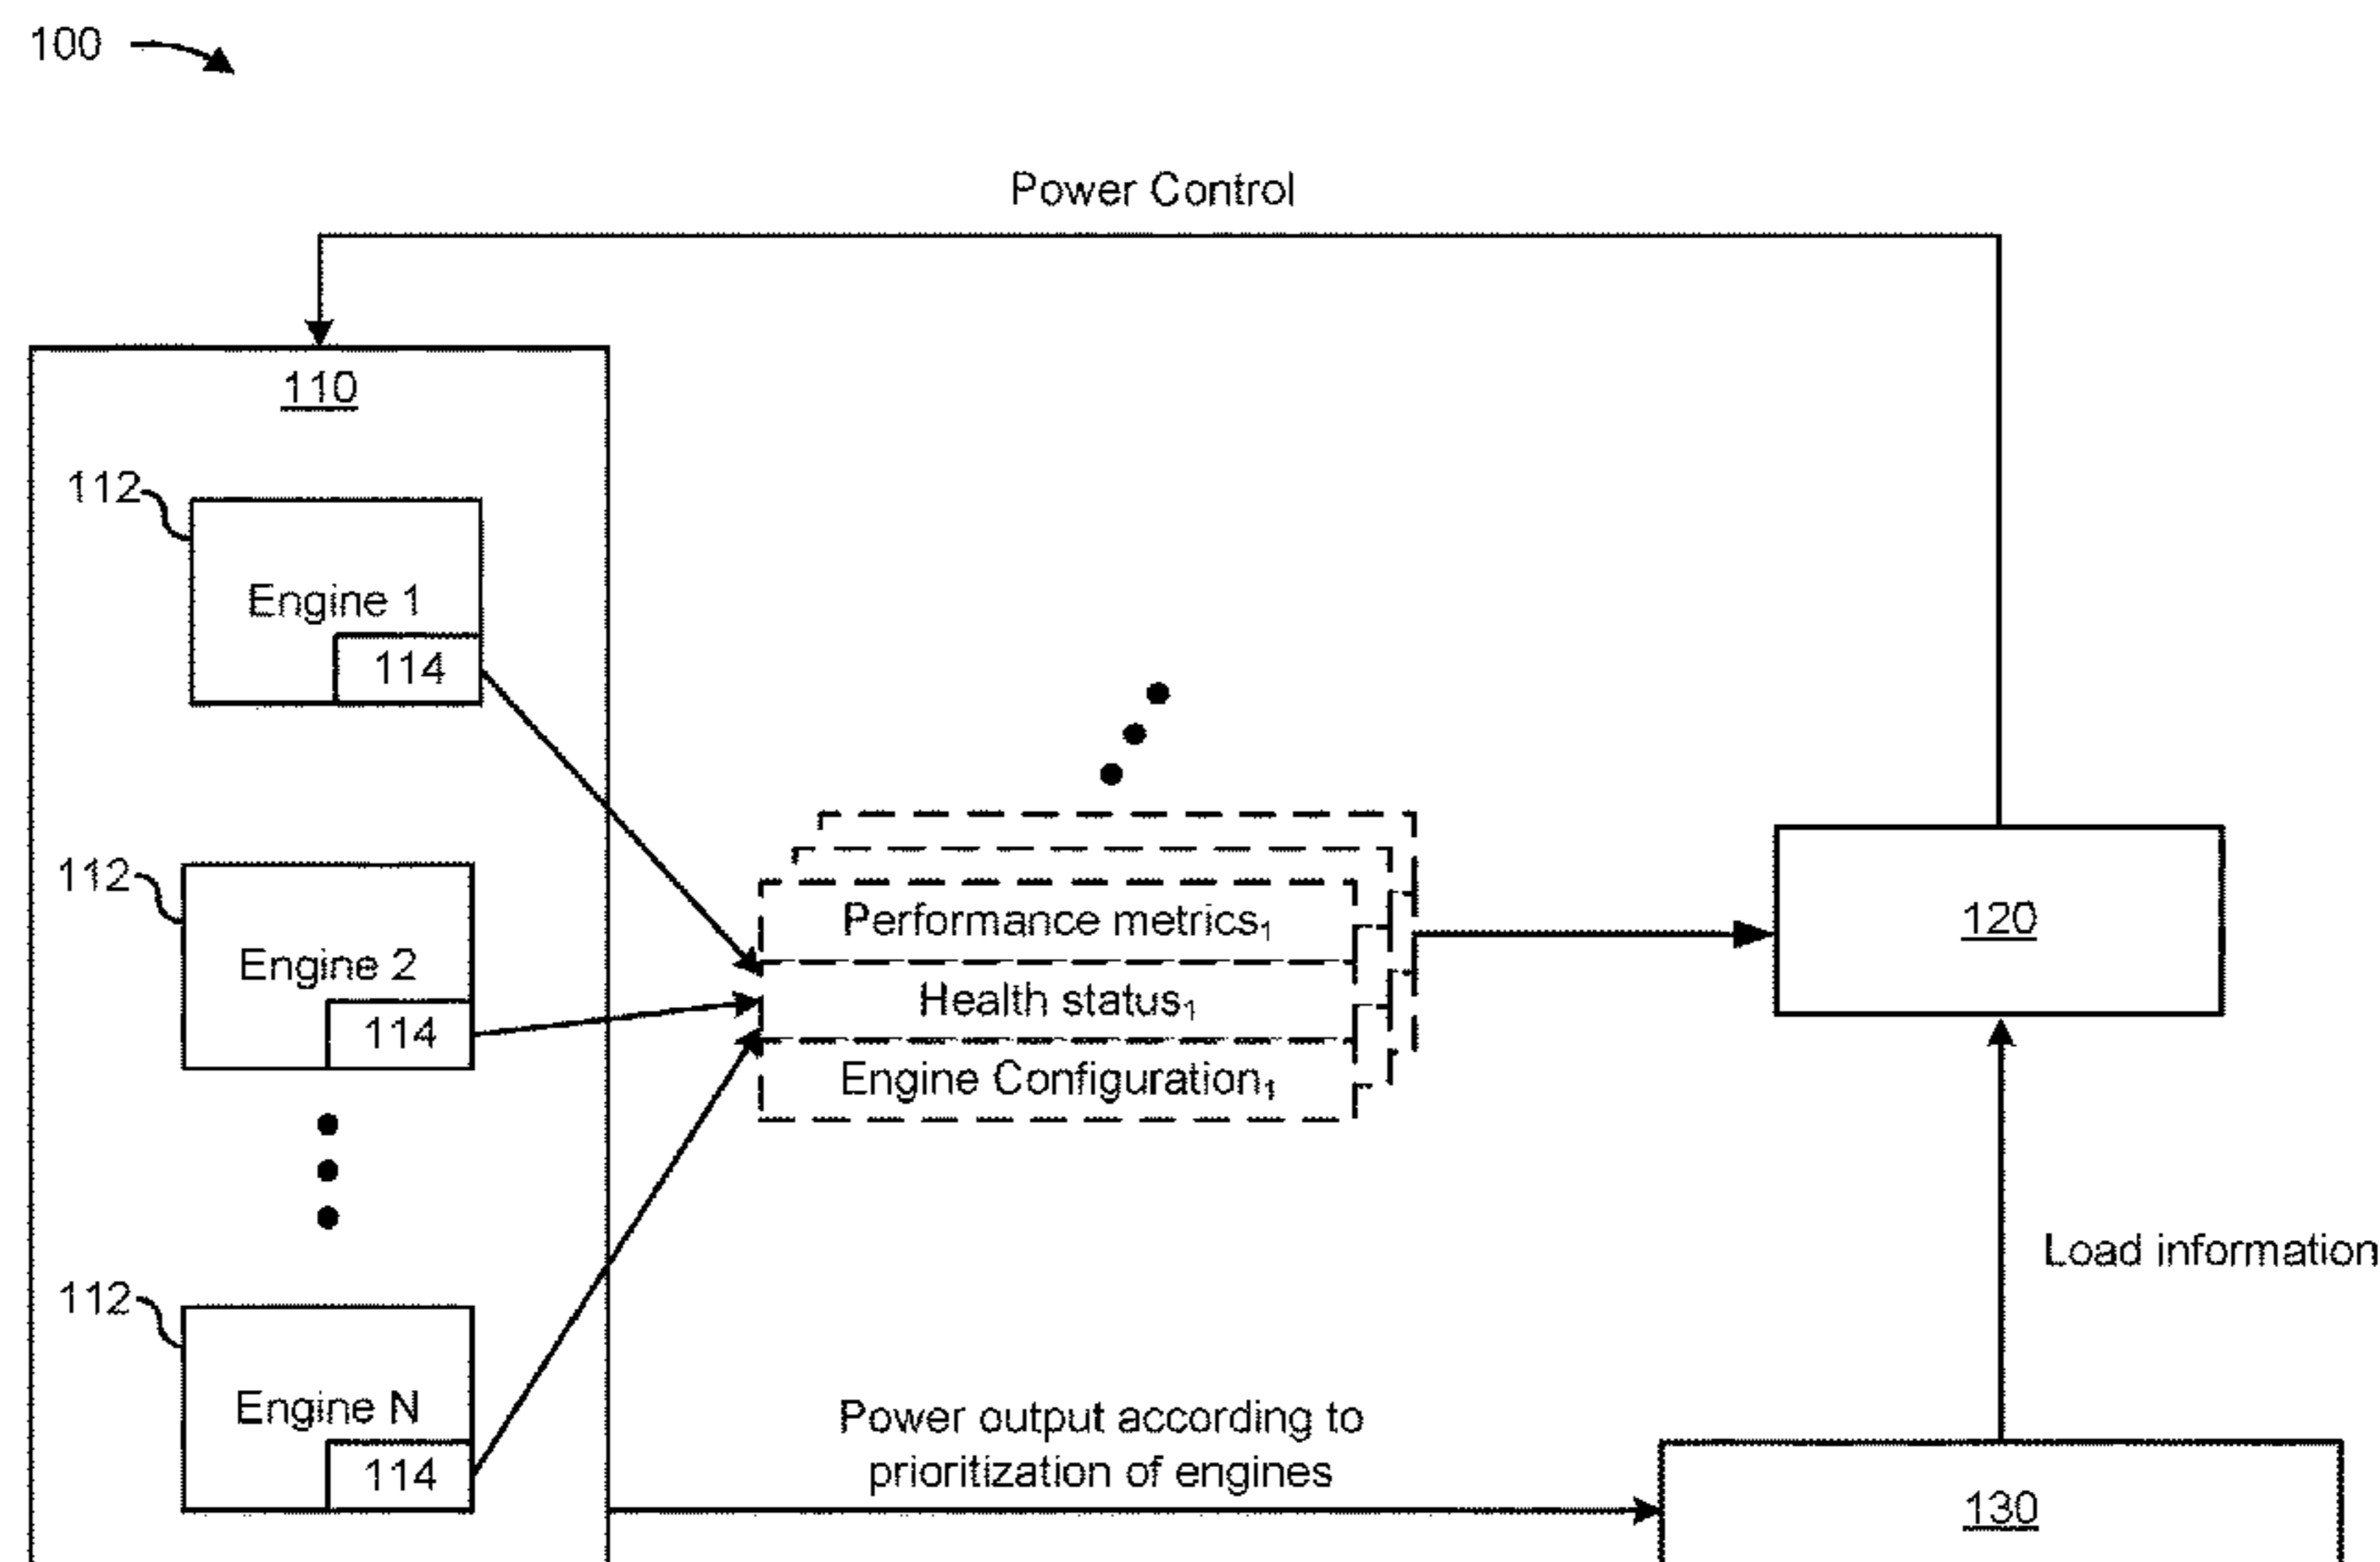 100
Power Control
110
112
Engine 1
114
112
Engine 2
114
Performance metrics₁
Health status₁
Engine Configuration₁
120
Load information
112
Engine N
114
Power output according to
prioritization of engines
130